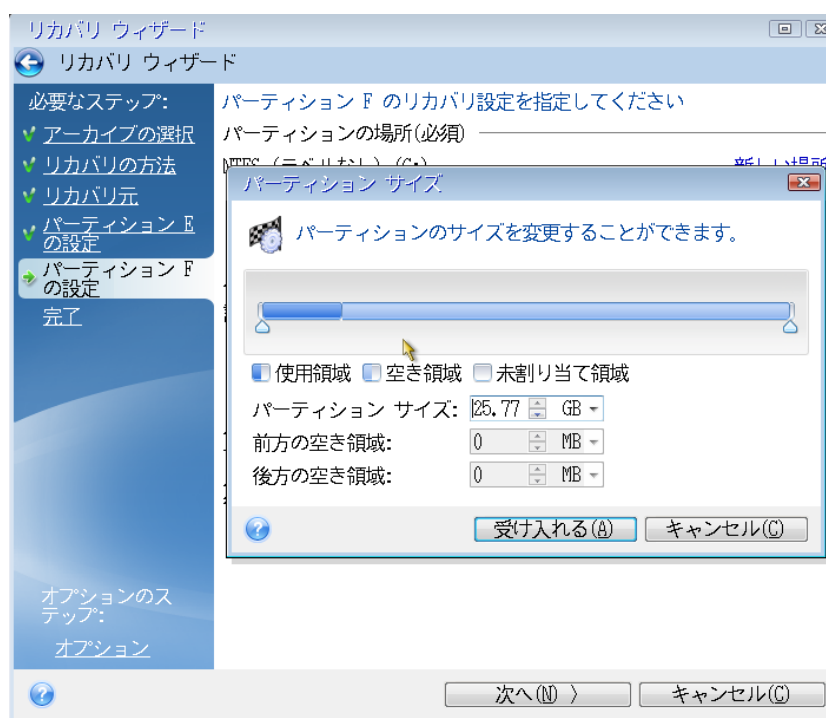 リカバリ ウィザード
リカバリ ウィザード
必要なステップ:
アーカイブの選択
リカバリの方法
リカバリ元
パーティション E
の設定
パーティション F
の設定
完了
オプションのス
テップ:
オプション
パーティション F のリカバリ設定を指定してください
パーティションの場所(必須)
パーティション サイズ
パーティションのサイズを変更することができます。
使用領域 空き領域 未割り当て領域
パーティション サイズ: 25.77 GB
前方の空き領域: 0 MB
後方の空き領域: 0 MB
受け入れる(A) キャンセル(C)
次へ(N) 〉 キャンセル(C)